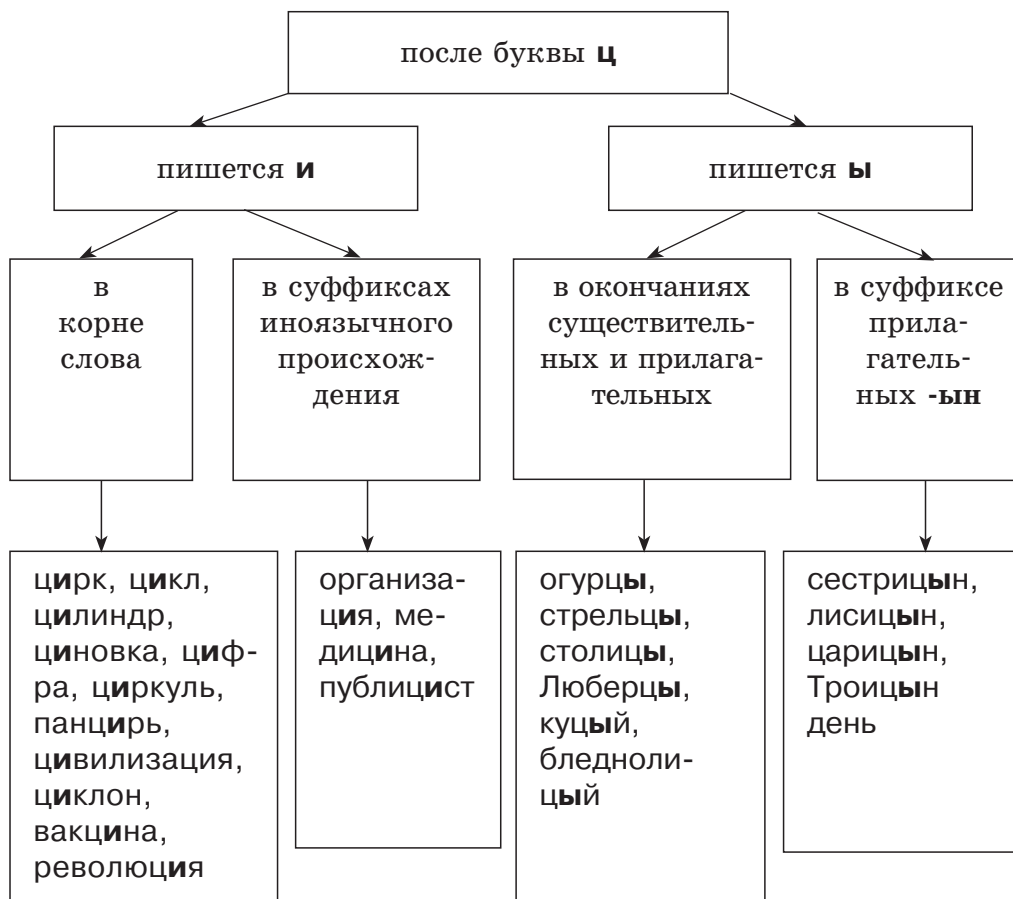 после буквы ц
пишется и
пишется ы
в
корне
слова
в суффиксах
иноязычного
происхож-
дения
в окончаниях
существитель-
ных и прилага-
тельных
в суффиксе
прила-
гатель-
ных -ын
цирк, цикл,
цилиндр,
циновка, циф-
ра, циркуль,
панцирь,
цивилизация,
циклон,
вакцина,
революция
организа-
ция, ме-
дицина,
публицист
огурцы,
стрельцы,
столицы,
Люберцы,
куцый,
бледноли-
цый
сестрицын,
лисицын,
царицын,
Троицын
день